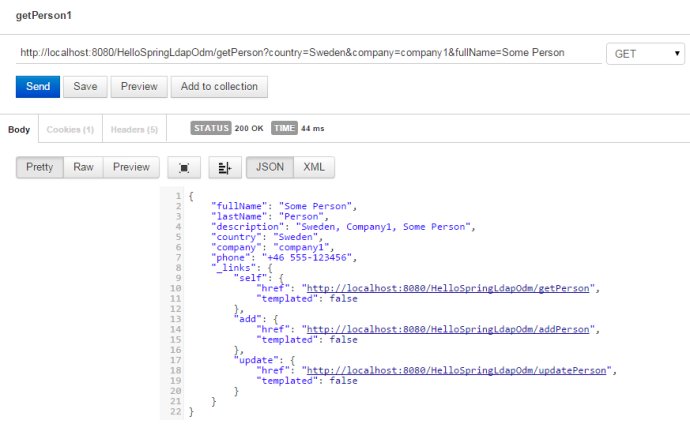 getPerson1
http://localhost:8080/HelloSpringLdapOdm/getPerson?country=Sweden&company=company1&fullName=Some Person GET
Send Save Preview Add to collection
Body Cookies (1) Headers (5) STATUS 200 OK TIME 44 ms
Pretty Raw Preview JSON XML
1 {
2 "fullName": "Some Person",
3 "lastName": "Person",
4 "description": "Sweden, Company1, Some Person",
5 "country": "Sweden",
6 "company": "company1",
7 "phone": "+46 555-123456",
8 "_links": {
9 "self": {
10 "href": "http://localhost:8080/HelloSpringLdapOdm/getPerson",
11 "templated": false
12 },
13 "add": {
14 "href": "http://localhost:8080/HelloSpringLdapOdm/addPerson",
15 "templated": false
16 },
17 "update": {
18 "href": "http://localhost:8080/HelloSpringLdapOdm/updatePerson",
19 "templated": false
20 }
21 }
22 }